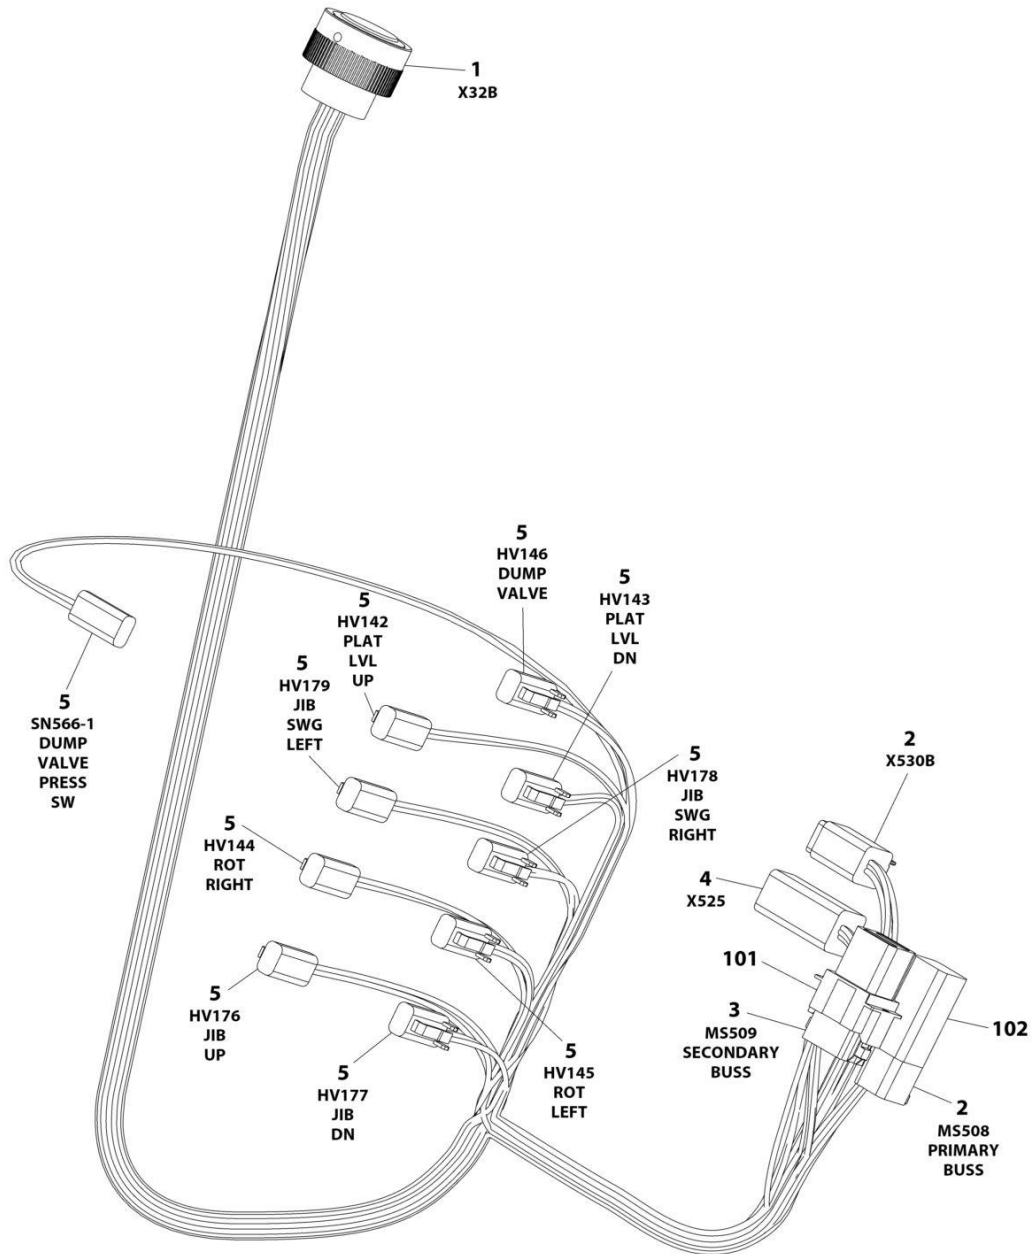 1
X32B
5
HV146
DUMP
VALVE
5
HV143
PLAT
LVL
DN
5
HV142
PLAT
LVL
UP
5
HV179
JIB
SWG
LEFT
5
SN566-1
DUMP
VALVE
PRESS
SW
5
HV178
JIB
SWG
RIGHT
2
X530B
5
HV144
ROT
RIGHT
4
X525
101
3
MS509
SECONDARY
BUSS
102
5
HV176
JIB
UP
5
HV177
JIB
DN
5
HV145
ROT
LEFT
2
MS508
PRIMARY
BUSS